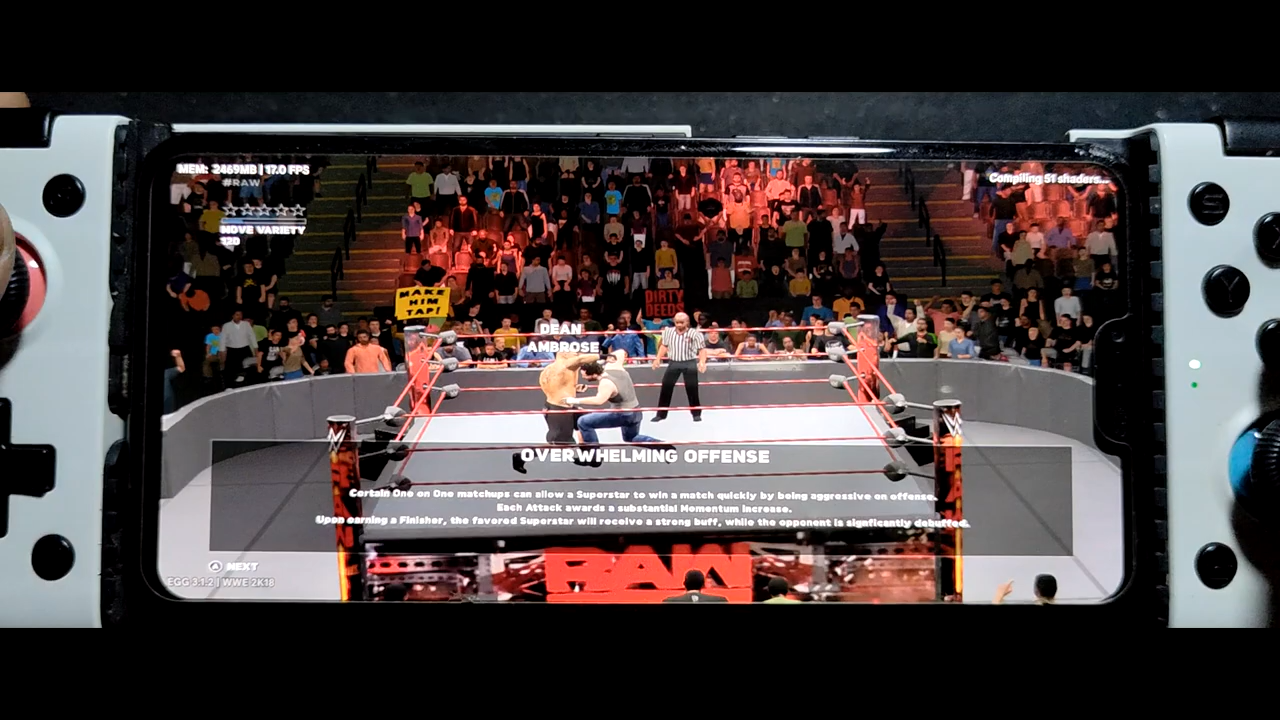 MEM: 2469MB | 17.0 FPS
#RAW
MOVE VARIETY
Compiling 51 shaders...
MAKE
HIM
TAP!
DIRTY
DEEDS
DEAN
AMBROSE
W
W
OVERWHELMING OFFENSE
Certain One on One matchups can allow a Superstar to win a match quickly by being aggressive on offense.
Each Attack awards a substantial Momentum increase.
Upon earning a Finisher, the favored Superstar will receive a strong buff, while the opponent is signficantly debuffed.
RAW
A NEXT
EGG 3.1.2 | WWE 2K18
S
X
Y